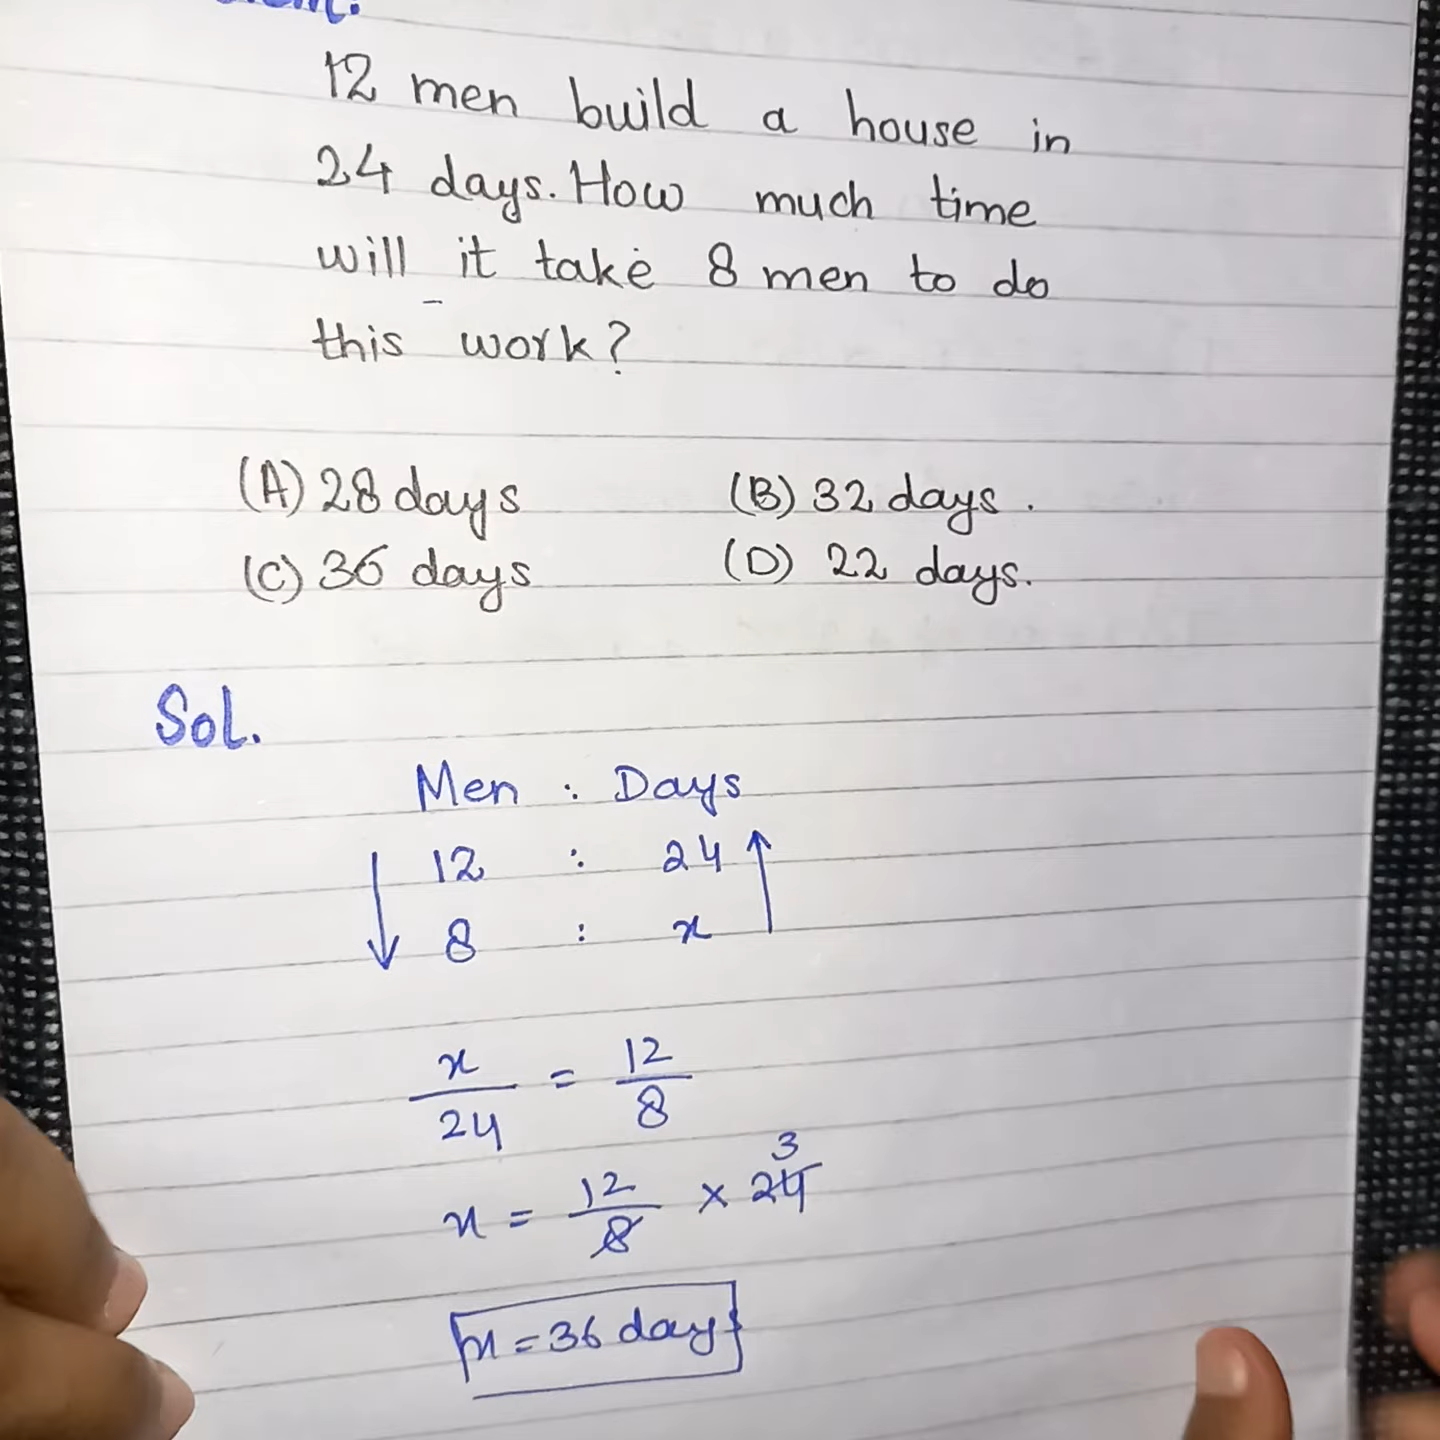 12 men build a house in
24 days. How much time
will it take 8 men to do
this work?
(A) 28 days (B) 32 days.
(C) 36 days (D) 22 days.
Sol.
Men : Days
12 : 24
8 : x
x/24 = 12/8
3
x = 12/8 × 24
x = 36 days